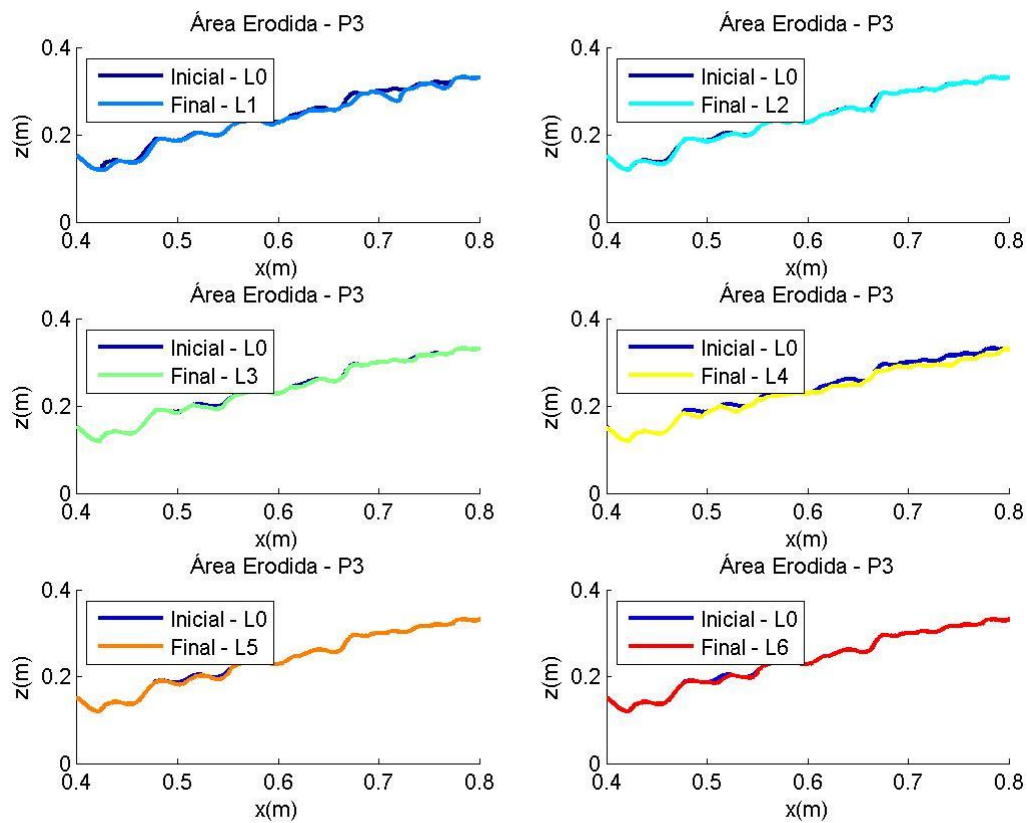 Área Erodida - P3
0.4
Inicial - L0
Final - L1
0.2
z(m)
0
0.4 0.5 0.6 0.7 0.8
x(m)
Área Erodida - P3
0.4
Inicial - L0
Final - L2
0.2
z(m)
0
0.4 0.5 0.6 0.7 0.8
x(m)
Área Erodida - P3
0.4
Inicial - L0
Final - L3
0.2
z(m)
0
0.4 0.5 0.6 0.7 0.8
x(m)
Área Erodida - P3
0.4
Inicial - L0
Final - L4
0.2
z(m)
0
0.4 0.5 0.6 0.7 0.8
x(m)
Área Erodida - P3
0.4
Inicial - L0
Final - L5
0.2
z(m)
0
0.4 0.5 0.6 0.7 0.8
x(m)
Área Erodida - P3
0.4
Inicial - L0
Final - L6
0.2
z(m)
0
0.4 0.5 0.6 0.7 0.8
x(m)